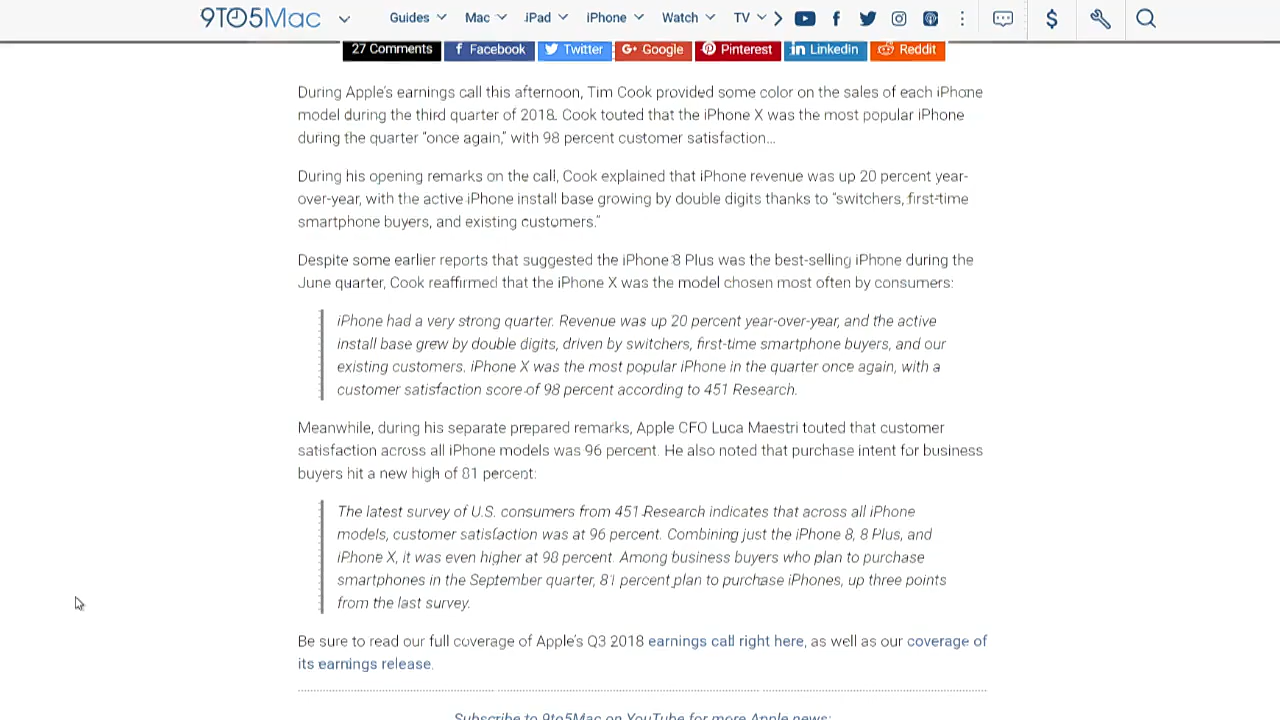 9TO5Mac Guides Mac iPad iPhone Watch TV $
27 Comments Facebook Twitter Google Pinterest Linkedin Reddit
During Apple's earnings call this afternoon, Tim Cook provided some color on the sales of each iPhone
model during the third quarter of 2018. Cook touted that the iPhone X was the most popular iPhone
during the quarter “once again,” with 98 percent customer satisfaction…
During his opening remarks on the call, Cook explained that iPhone revenue was up 20 percent year-
over-year, with the active iPhone install base growing by double digits thanks to “switchers, first-time
smartphone buyers, and existing customers.”
Despite some earlier reports that suggested the iPhone 8 Plus was the best-selling iPhone during the
June quarter, Cook reaffirmed that the iPhone X was the model chosen most often by consumers:
iPhone had a very strong quarter. Revenue was up 20 percent year-over-year, and the active
install base grew by double digits, driven by switchers, first-time smartphone buyers, and our
existing customers. iPhone X was the most popular iPhone in the quarter once again, with a
customer satisfaction score of 98 percent according to 451 Research.
Meanwhile, during his separate prepared remarks, Apple CFO Luca Maestri touted that customer
satisfaction across all iPhone models was 96 percent. He also noted that purchase intent for business
buyers hit a new high of 81 percent:
The latest survey of U.S. consumers from 451 Research indicates that across all iPhone
models, customer satisfaction was at 96 percent. Combining just the iPhone 8, 8 Plus, and
iPhone X, it was even higher at 98 percent. Among business buyers who plan to purchase
smartphones in the September quarter, 81 percent plan to purchase iPhones, up three points
from the last survey.
Be sure to read our full coverage of Apple's Q3 2018 earnings call right here, as well as our coverage of
its earnings release.
Subscribe to 9to5Mac on YouTube for more Apple news: